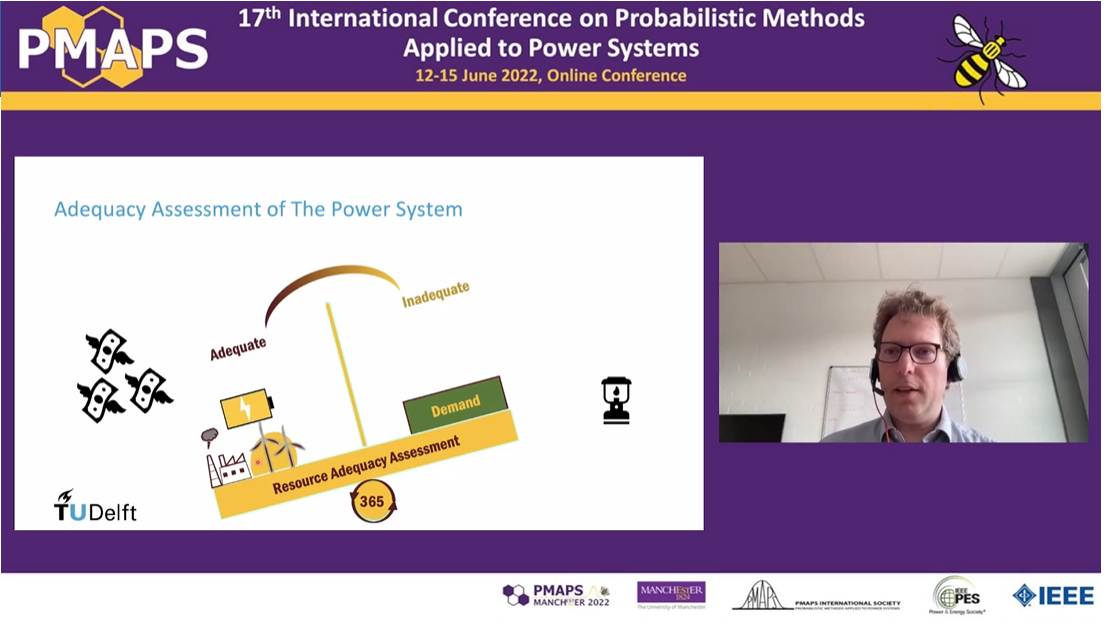 PMAPS
17th International Conference on Probabilistic Methods
Applied to Power Systems
12-15 June 2022, Online Conference
Adequacy Assessment of The Power System
Inadequate
Adequate
Demand
Resource Adequacy Assessment
365
TUDelft
PMAPS
MANCHESTER 2022
MANCHESTER
1824
The University of Manchester
PMAPS
PMAPS INTERNATIONAL SOCIETY
PROBABILISTIC METHODS APPLIED TO POWER SYSTEMS
IEEE
PES
Power & Energy Society®
IEEE